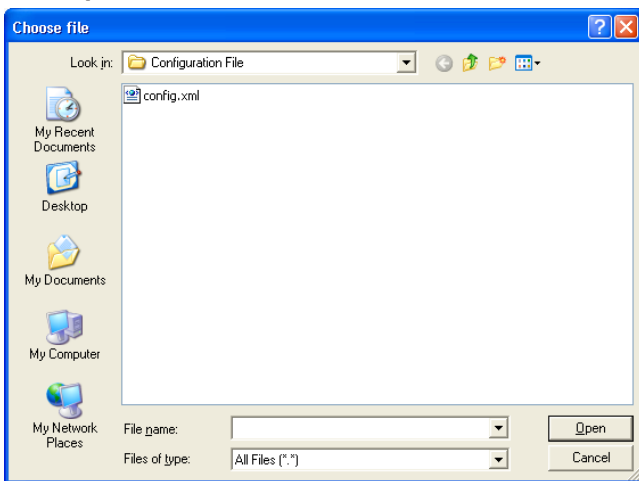 Choose file
Look in: Configuration File
config.xml
My Recent
Documents
Desktop
My Documents
My Computer
My Network
Places
File name:
Open
Files of type: All Files (*.*)
Cancel